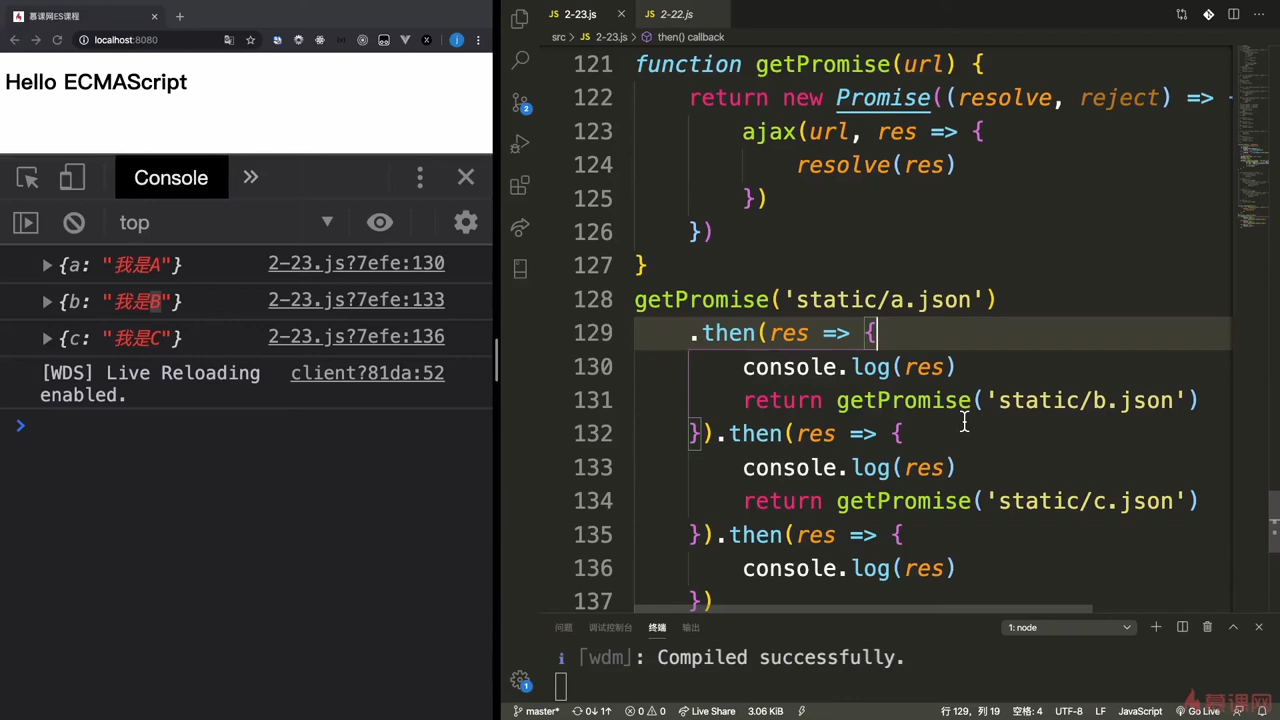 慕课网ES课程
localhost:8080
Hello ECMAScript
Console
top
{a: "我是A"} 2-23.js?7efe:130
{b: "我是B"} 2-23.js?7efe:133
{c: "我是C"} 2-23.js?7efe:136
[WDS] Live Reloading enabled. client?81da:52
2-23.js
2-22.js
src > 2-23.js > then() callback
121 function getPromise(url) {
122 return new Promise((resolve, reject) =>
123 ajax(url, res => {
124 resolve(res)
125 })
126 })
127 }
128 getPromise('static/a.json')
129 .then(res => {
130 console.log(res)
131 return getPromise('static/b.json')
132 }).then(res => {
133 console.log(res)
134 return getPromise('static/c.json')
135 }).then(res => {
136 console.log(res)
137 })
问题 调试控制台 终端 输出 1: node
i ⌈wdm⌋: Compiled successfully.
master* 0↓ 1↑ 0 0 Live Share 3.06 KiB 行 129, 列 19 空格: 4 UTF-8 LF JavaScript Go Live
慕课网